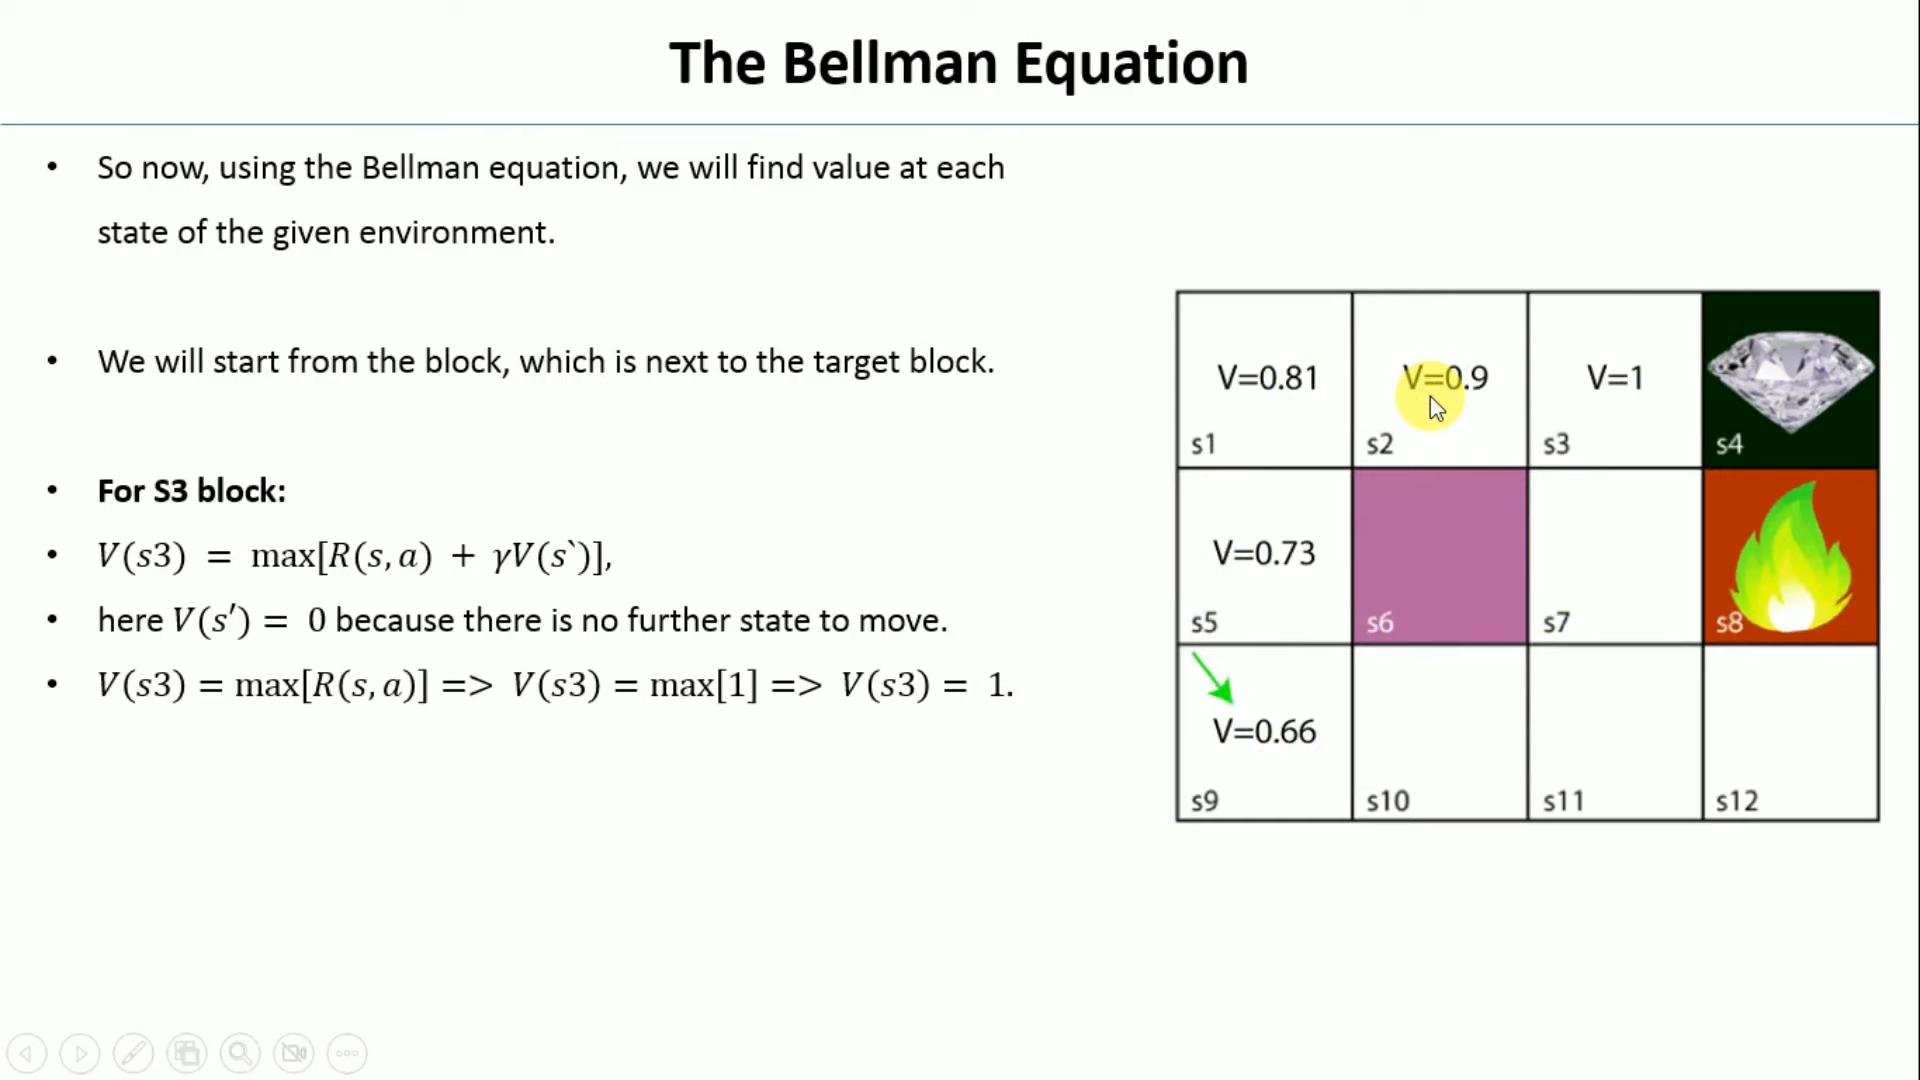 The Bellman Equation
• So now, using the Bellman equation, we will find value at each
state of the given environment.
• We will start from the block, which is next to the target block.
• For S3 block:
• V(s3) = max[R(s, a) + γV(s`)],
• here V(s′) = 0 because there is no further state to move.
• V(s3) = max[R(s, a)] => V(s3) = max[1] => V(s3) = 1.
V=0.81 V=0.9 V=1
s1 s2 s3 s4
V=0.73
s5 s6 s7 s8
V=0.66
s9 s10 s11 s12